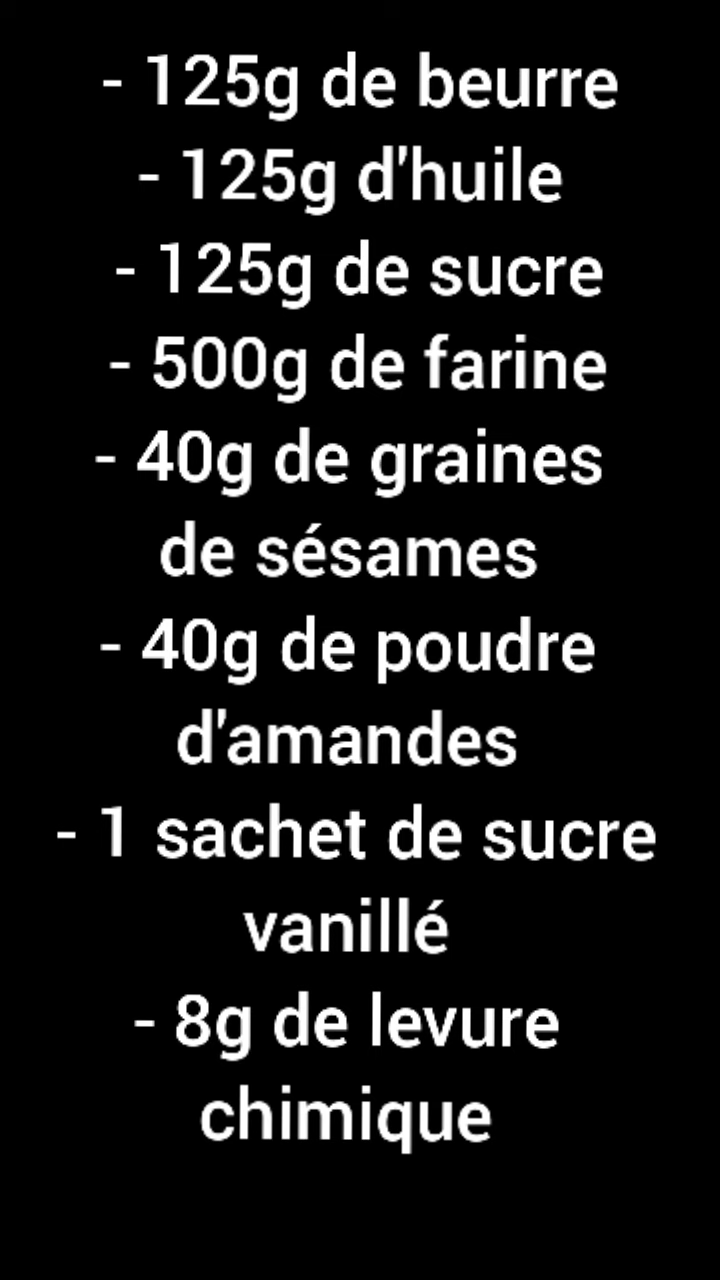 - 125g de beurre
- 125g d'huile
- 125g de sucre
- 500g de farine
- 40g de graines
de sésames
- 40g de poudre
d'amandes
- 1 sachet de sucre
vanillé
- 8g de levure
chimique